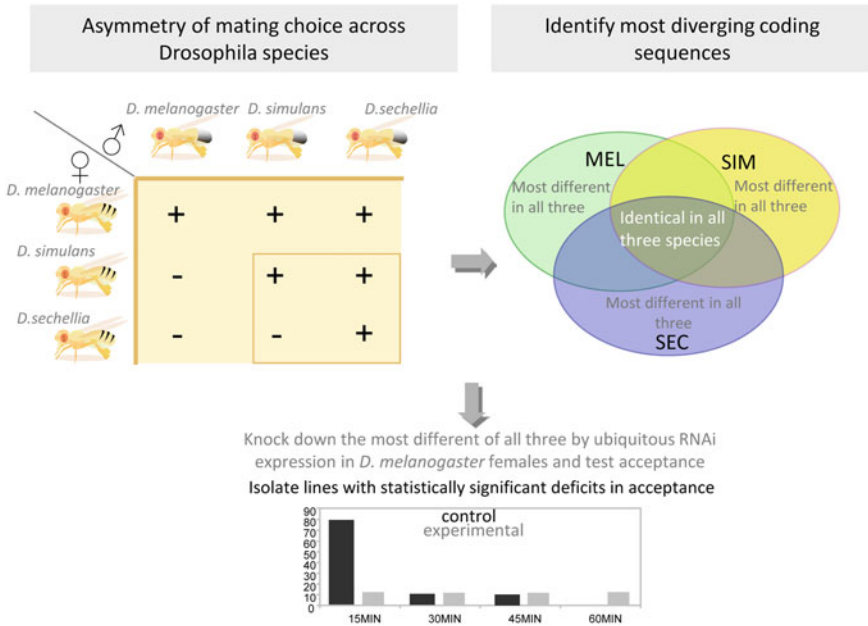 Asymmetry of mating choice across
Drosophila species
Identify most diverging coding
sequences
♂
♀
D. melanogaster
D. simulans
D.sechellia
D. melanogaster
+ + +
D. simulans
- + +
D.sechellia
- - +
MEL
SIM
Most different
in all three
Most different
in all three
Identical in all
three species
Most different in all
three
SEC
Knock down the most different of all three by ubiquitous RNAi
expression in D. melanogaster females and test acceptance
Isolate lines with statistically significant deficits in acceptance
control
experimental
90
80
70
60
50
40
30
20
10
0
15MIN
30MIN
45MIN
60MIN